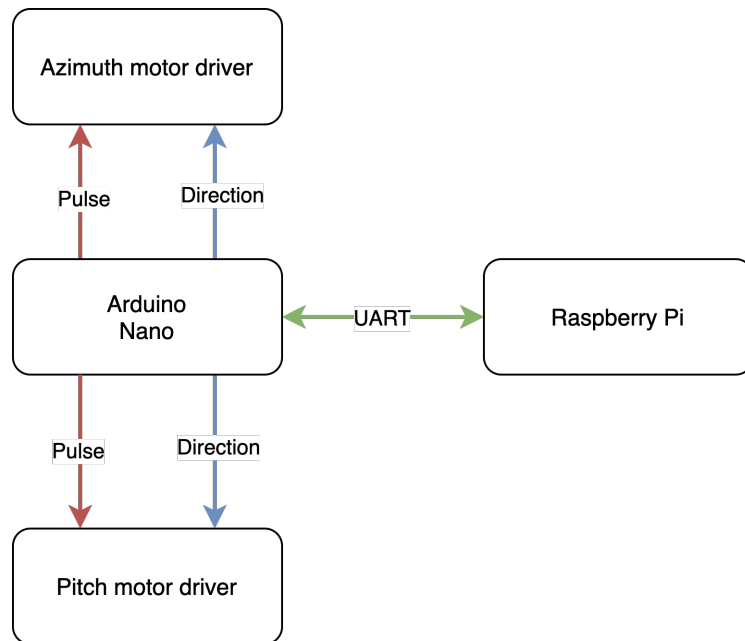 Azimuth motor driver
Pulse
Direction
Arduino
Nano
UART
Raspberry Pi
Pulse
Direction
Pitch motor driver